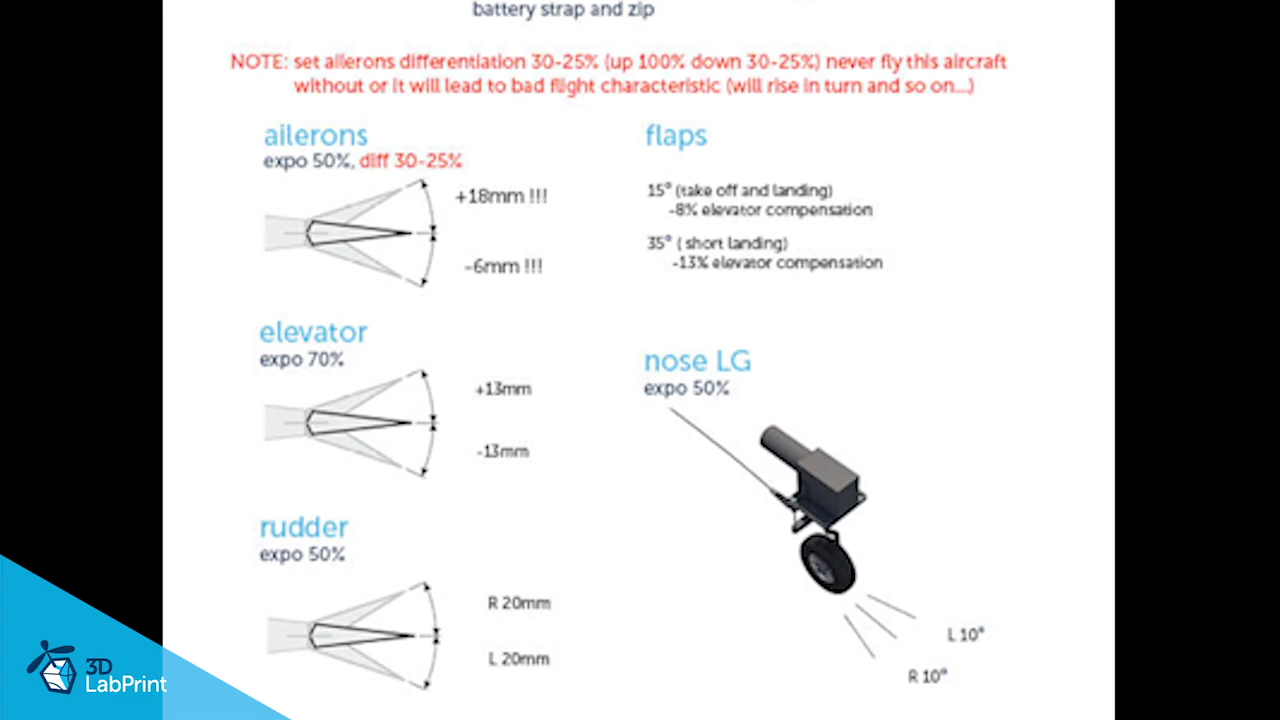 battery strap and zip
NOTE: set ailerons differentiation 30-25% (up 100% down 30-25%) never fly this aircraft
without or it will lead to bad flight characteristic (will rise in turn and so on...)
ailerons
expo 50%, diff 30-25%
+18mm !!!
-6mm !!!
flaps
15° (take off and landing)
-8% elevator compensation
35° ( short landing)
-13% elevator compensation
elevator
expo 70%
+13mm
-13mm
nose LG
expo 50%
L 10°
R 10°
rudder
expo 50%
R 20mm
L 20mm
3D
LabPrint